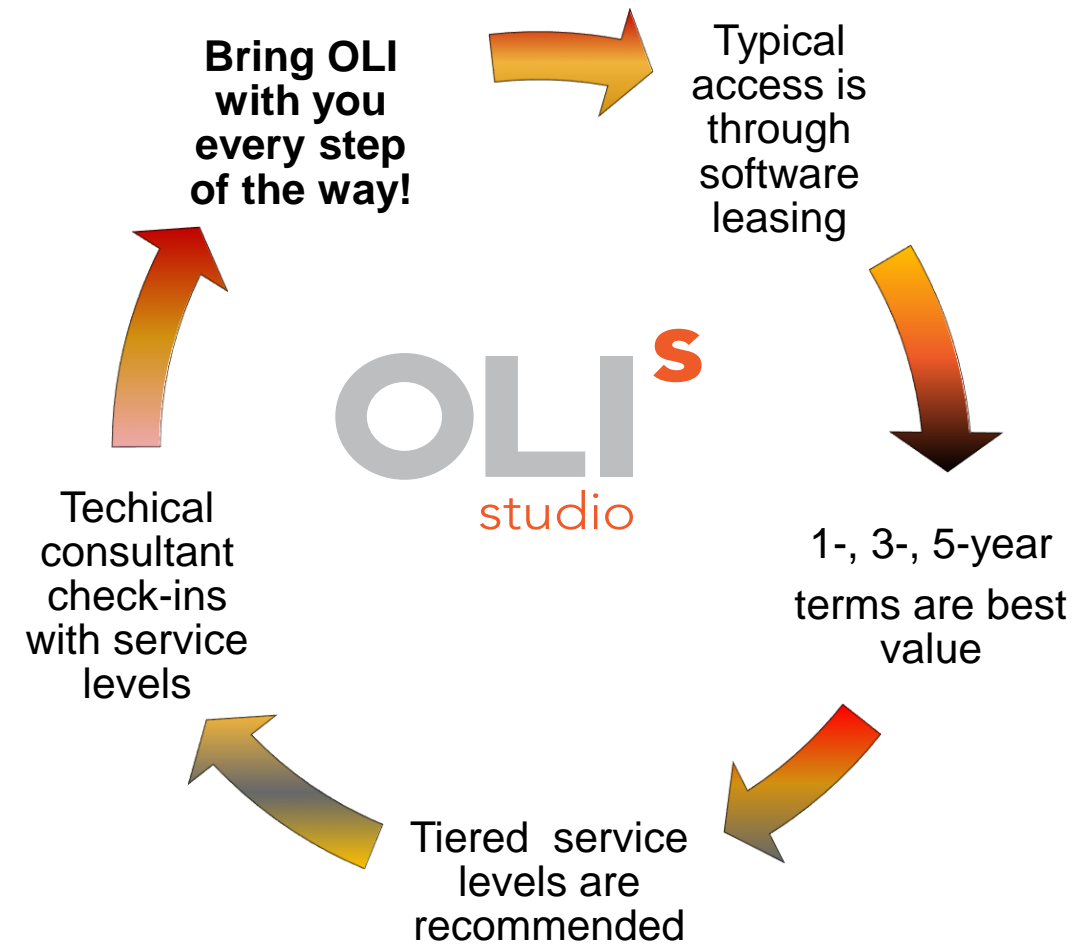 Bring OLI
with you
every step
of the way!
Typical
access is
through
software
leasing
1-, 3-, 5-year
terms are best
value
Tiered  service
levels are
recommended
Techical
consultant
check-ins
with service
levels
OLI S
studio